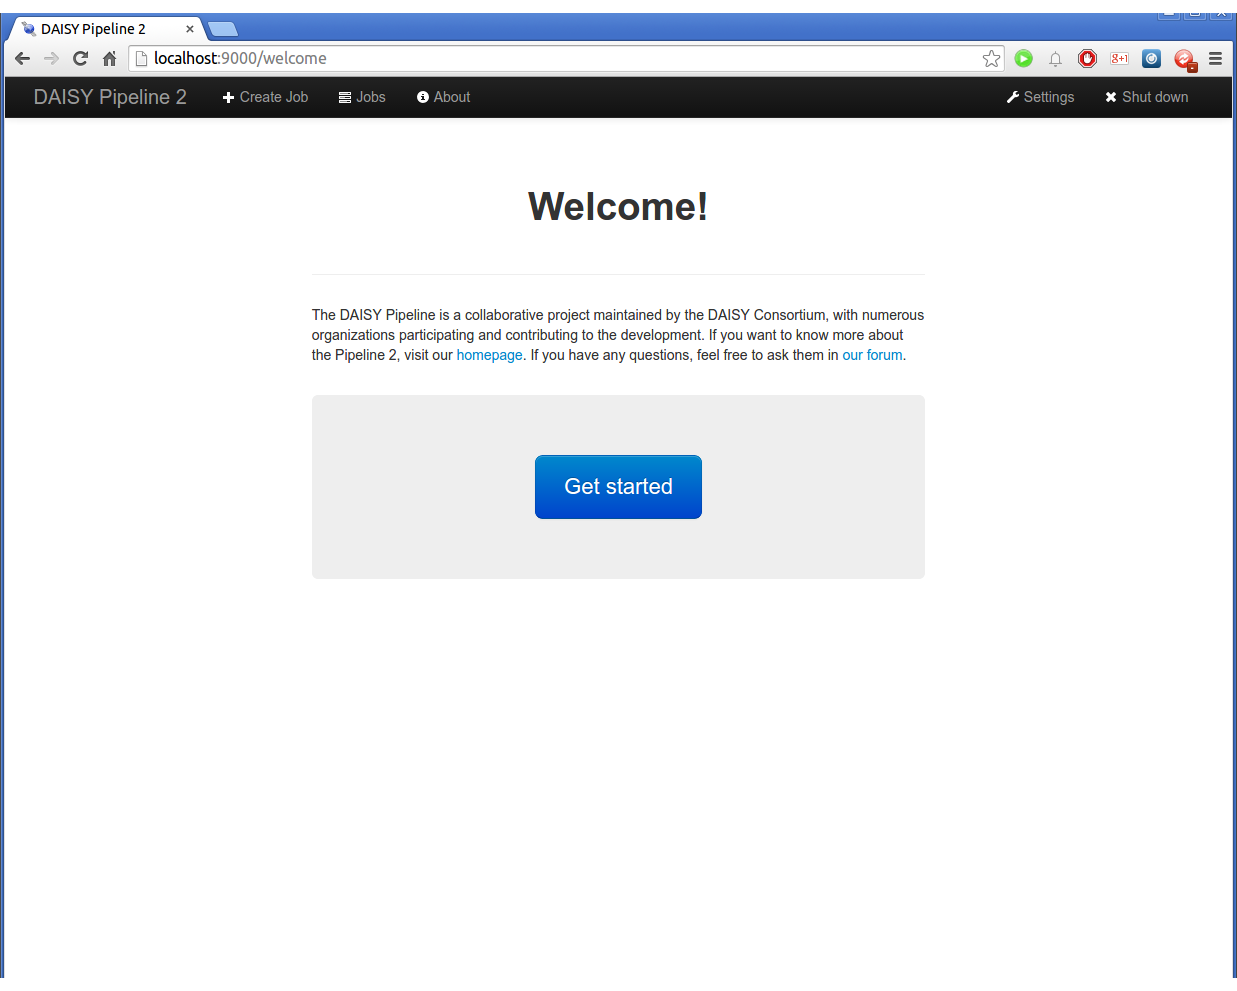 DAISY Pipeline 2
localhost:9000/welcome
8+1
DAISY Pipeline 2 Create Job Jobs About Settings Shut down
Welcome!
The DAISY Pipeline is a collaborative project maintained by the DAISY Consortium, with numerous
organizations participating and contributing to the development. If you want to know more about
the Pipeline 2, visit our homepage. If you have any questions, feel free to ask them in our forum.
Get started